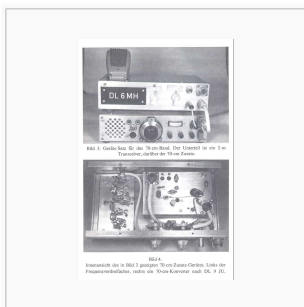 DL 6 MH
Bild 3. Geräte-Satz für das 70-cm-Band. Der Unterteil ist ein 2-m-
Transceiver, darüber der 70-cm-Zusatz.
Bild 4.
Innenansicht des in Bild 3 gezeigten 70-cm-Zusatz-Gerätes. Links der
Frequenzverdreifacher, rechts ein 70-cm-Konverter nach DL 9 JU.